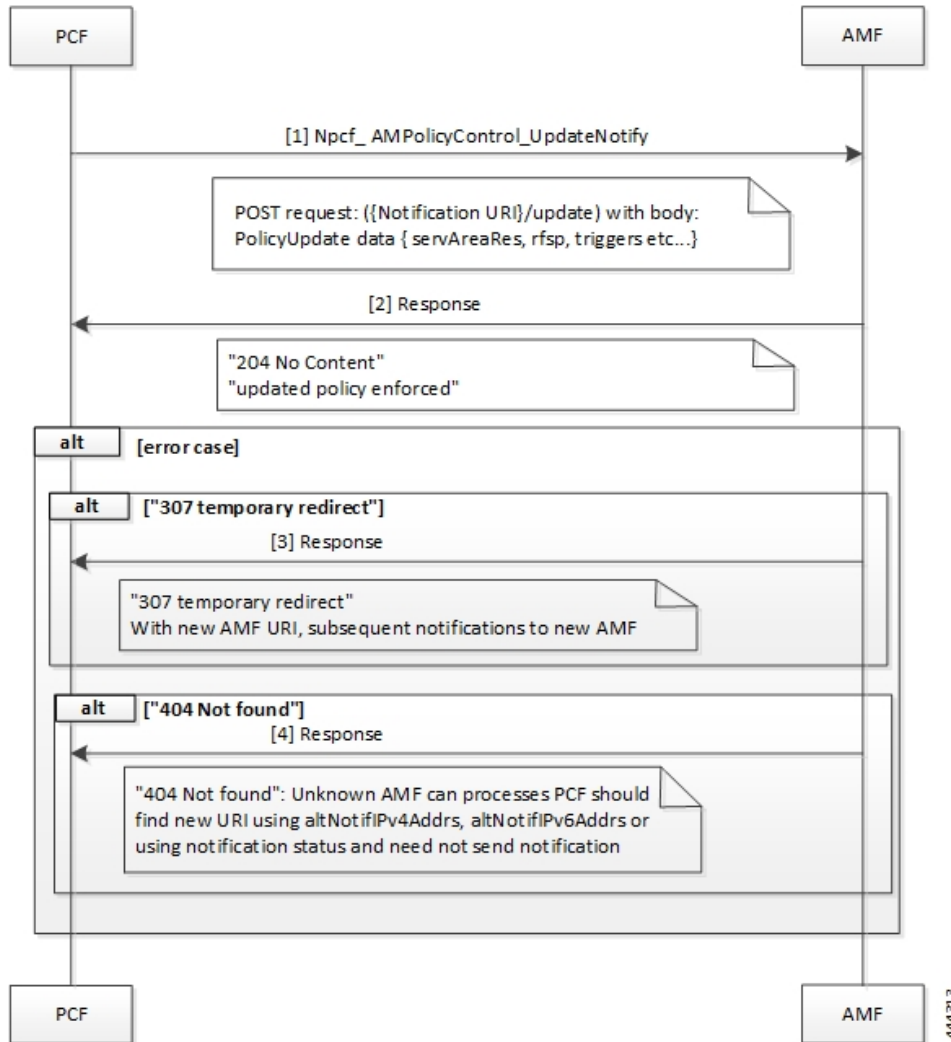 PCF
AMF
[1] Npcf_ AMPolicyControl_UpdateNotify
POST request: ({Notification URI}/update) with body:
PolicyUpdate data { servAreaRes, rfsp, triggers etc...}
[2] Response
"204 No Content"
"updated policy enforced"
alt
[error case]
alt
["307 temporary redirect"]
[3] Response
"307 temporary redirect"
With new AMF URI, subsequent notifications to new AMF
alt
["404 Not found"]
[4] Response
"404 Not found": Unknown AMF can processes PCF should
find new URI using altNotifIPv4Addrs, altNotifIPv6Addrs or
using notification status and need not send notification
PCF
AMF